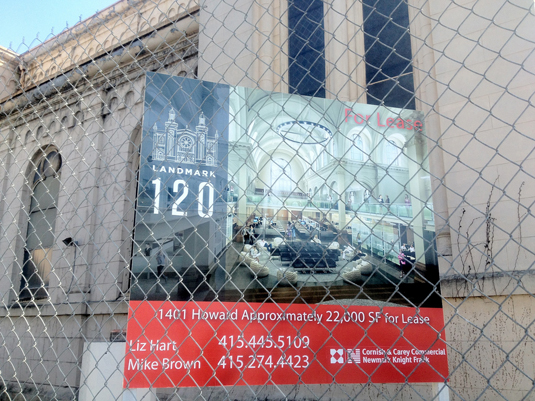 For Lease
LANDMARK
120
1401 Howard Approximately 22,000 SF for Lease
Liz Hart 415.445.5109
Mike Brown 415.274.4423
Cornish & Carey Commercial
Newmark Knight Frank